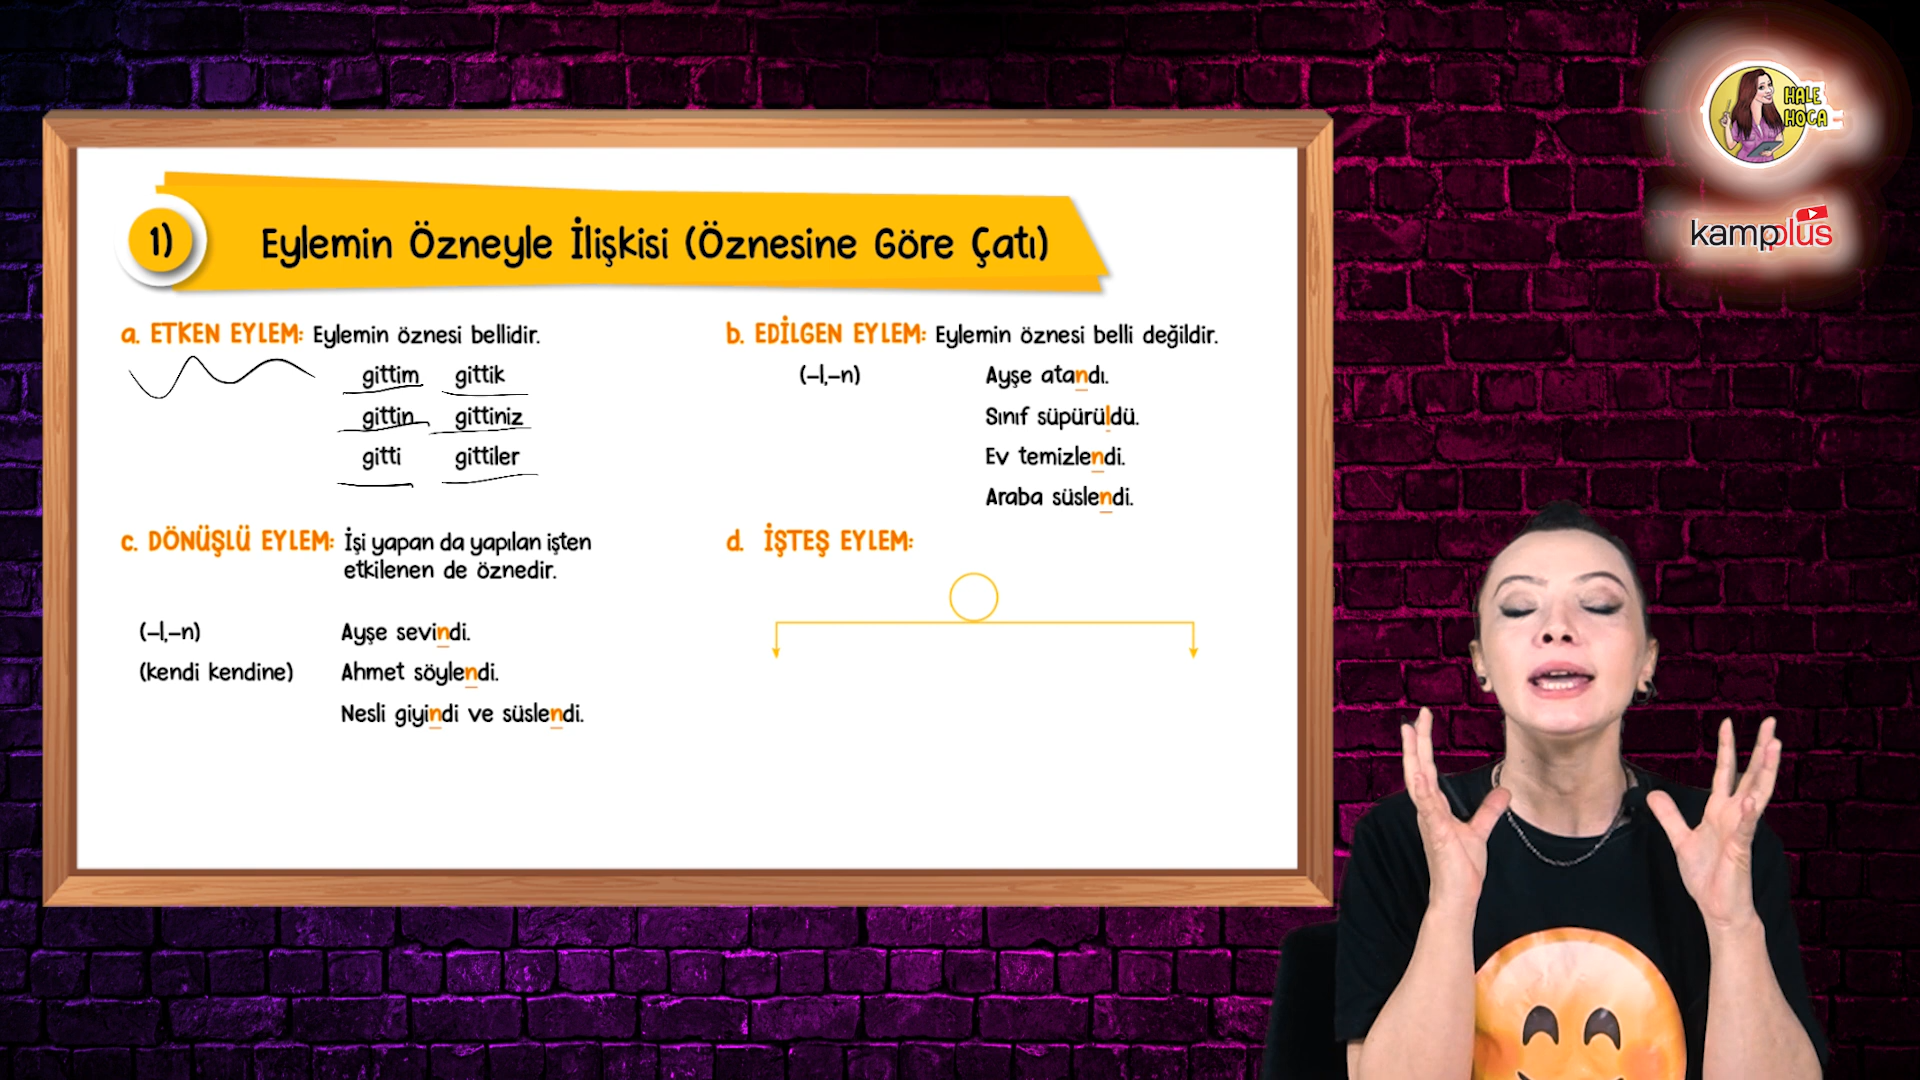 1) Eylemin Özneyle İlişkisi (Öznesine Göre Çatı)
a. ETKEN EYLEM: Eylemin öznesi bellidir.
gittim gittik
gittin gittiniz
gitti gittiler
b. EDİLGEN EYLEM: Eylemin öznesi belli değildir.
(–l,–n) Ayşe atandı.
Sınıf süpürüldü.
Ev temizlendi.
Araba süslendi.
c. DÖNÜŞLÜ EYLEM: İşi yapan da yapılan işten
etkilenen de öznedir.
(–l,–n) Ayşe sevindi.
(kendi kendine) Ahmet söylendi.
Nesli giyindi ve süslendi.
d. İŞTEŞ EYLEM:
HALE
HOCA
kampplus